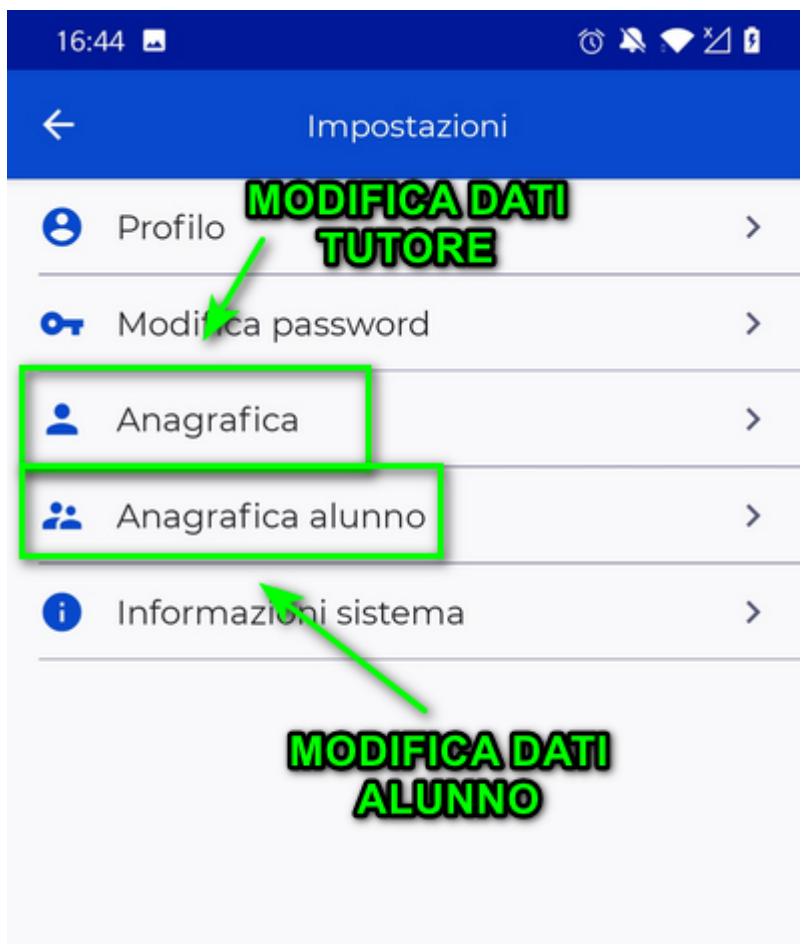 16:44
Impostazioni
Profilo
MODIFICA DATI
TUTORE
Modifica password
Anagrafica
Anagrafica alunno
Informazioni sistema
MODIFICA DATI
ALUNNO